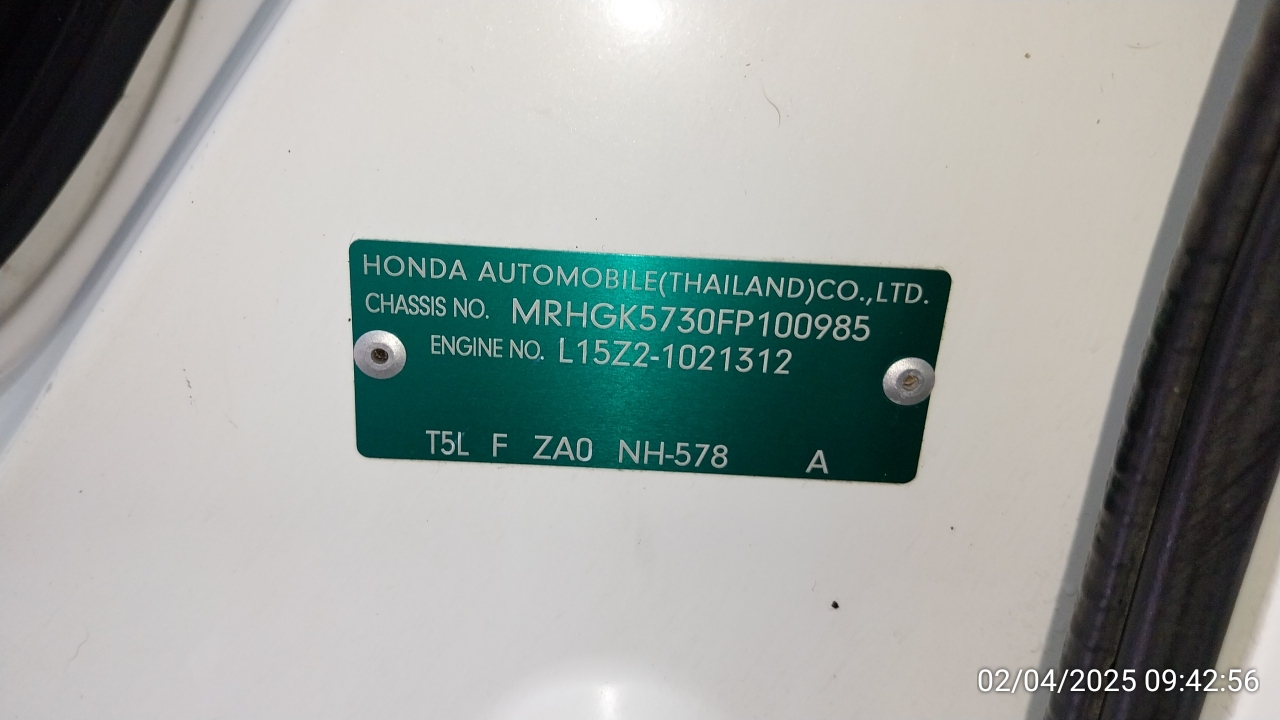 HONDA AUTOMOBILE(THAILAND)CO.,LTD.
CHASSIS NO. MRHGK5730FP100985
ENGINE NO. L15Z2-1021312
T5L F ZA0 NH-578 A
02/04/2025 09:42:56